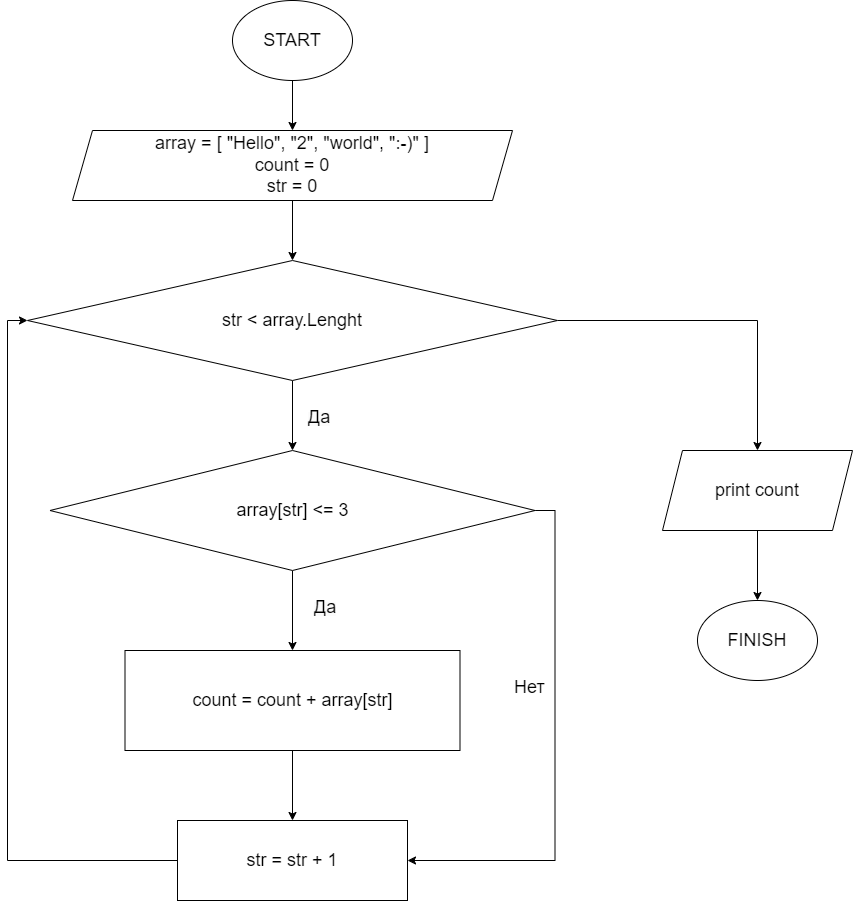 START
array = [ "Hello", "2", "world", ":-)" ]
count = 0
str = 0
str < array.Lenght
Да
array[str] <= 3
print count
Да
FINISH
Нет
count = count + array[str]
str = str + 1